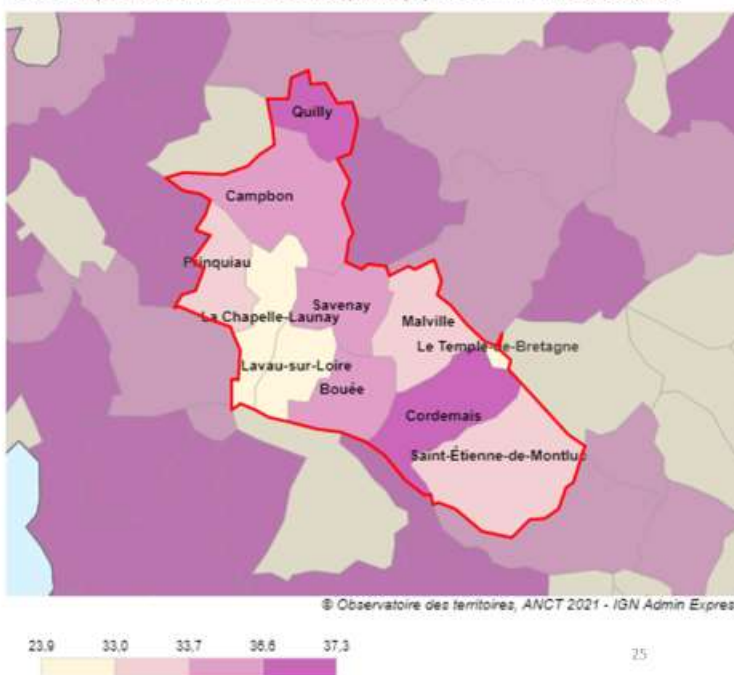 Quilly
Campbon
Prinquiau
La Chapelle-Launay
Savenay
Malville
Le Temple-de-Bretagne
Lavau-sur-Loire
Bouée
Cordemais
Saint-Étienne-de-Montluc
© Observatoire des territoires, ANCT 2021 - IGN Admin Expres
23,9 33,0 33,7 36,6 37,3
25